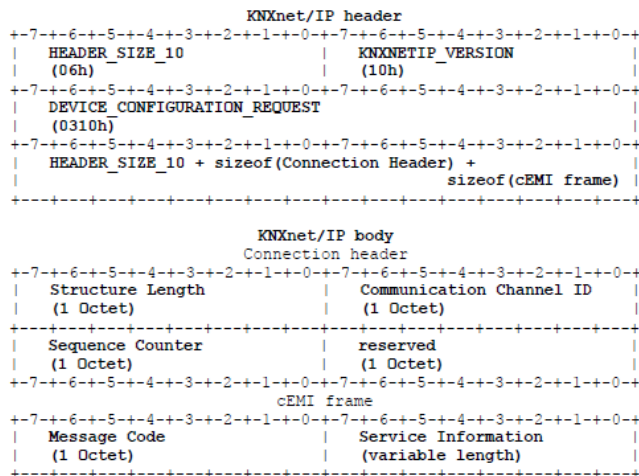 KNXnet/IP header
+-7-+-6-+-5-+-4-+-3-+-2-+-1-+-0-+-7-+-6-+-5-+-4-+-3-+-2-+-1-+-0-+
| HEADER_SIZE_10 | KNXNETIP_VERSION |
| (06h) | (10h) |
+-7-+-6-+-5-+-4-+-3-+-2-+-1-+-0-+-7-+-6-+-5-+-4-+-3-+-2-+-1-+-0-+
| DEVICE_CONFIGURATION_REQUEST |
| (0310h) |
+-7-+-6-+-5-+-4-+-3-+-2-+-1-+-0-+-7-+-6-+-5-+-4-+-3-+-2-+-1-+-0-+
| HEADER_SIZE_10 + sizeof(Connection Header) + |
| sizeof(cEMI frame) |
+---+---+---+---+---+---+---+---+---+---+---+---+---+---+---+---+
KNXnet/IP body
Connection header
+-7-+-6-+-5-+-4-+-3-+-2-+-1-+-0-+-7-+-6-+-5-+-4-+-3-+-2-+-1-+-0-+
| Structure Length | Communication Channel ID |
| (1 Octet) | (1 Octet) |
+---+---+---+---+---+---+---+---+---+---+---+---+---+---+---+---+
| Sequence Counter | reserved |
| (1 Octet) | (1 Octet) |
+-7-+-6-+-5-+-4-+-3-+-2-+-1-+-0-+-7-+-6-+-5-+-4-+-3-+-2-+-1-+-0-+
cEMI frame
+-7-+-6-+-5-+-4-+-3-+-2-+-1-+-0-+-7-+-6-+-5-+-4-+-3-+-2-+-1-+-0-+
| Message Code | Service Information |
| (1 Octet) | (variable length) |
+---+---+---+---+---+---+---+---+---+---+---+---+---+---+---+---+